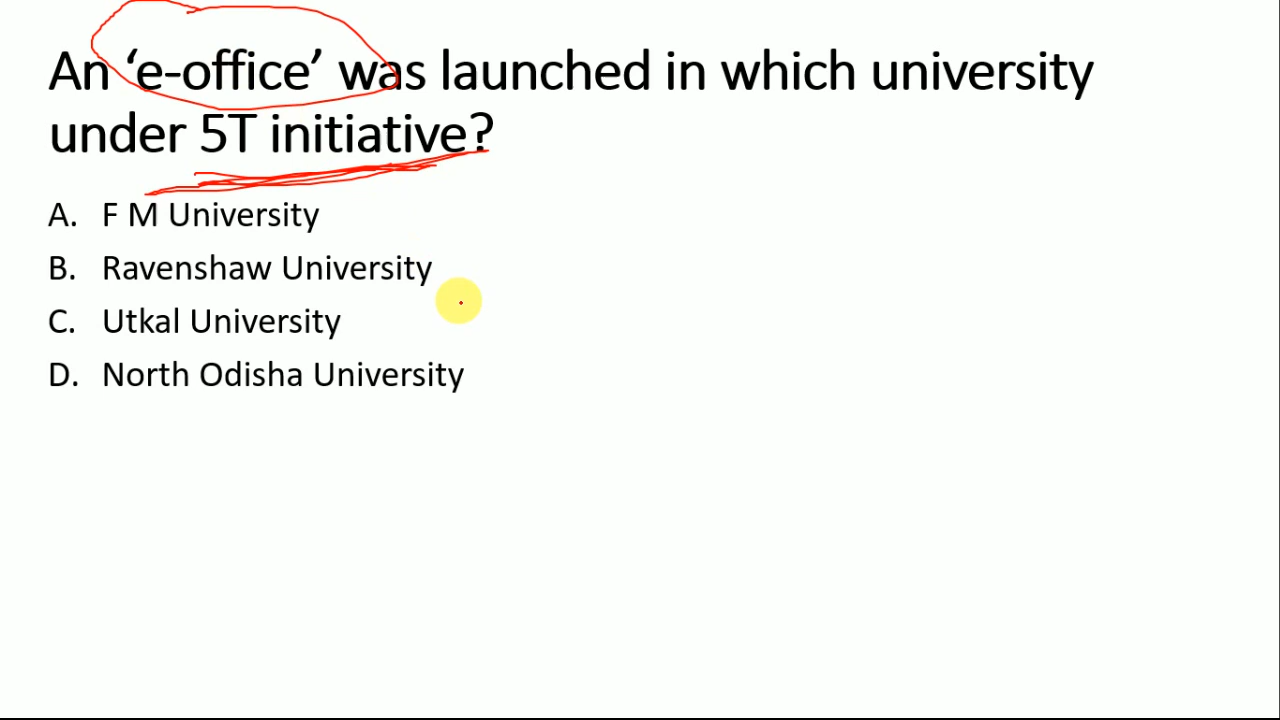 An ‘e-office’ was launched in which university
under 5T initiative?
A. F M University
B. Ravenshaw University
C. Utkal University
D. North Odisha University